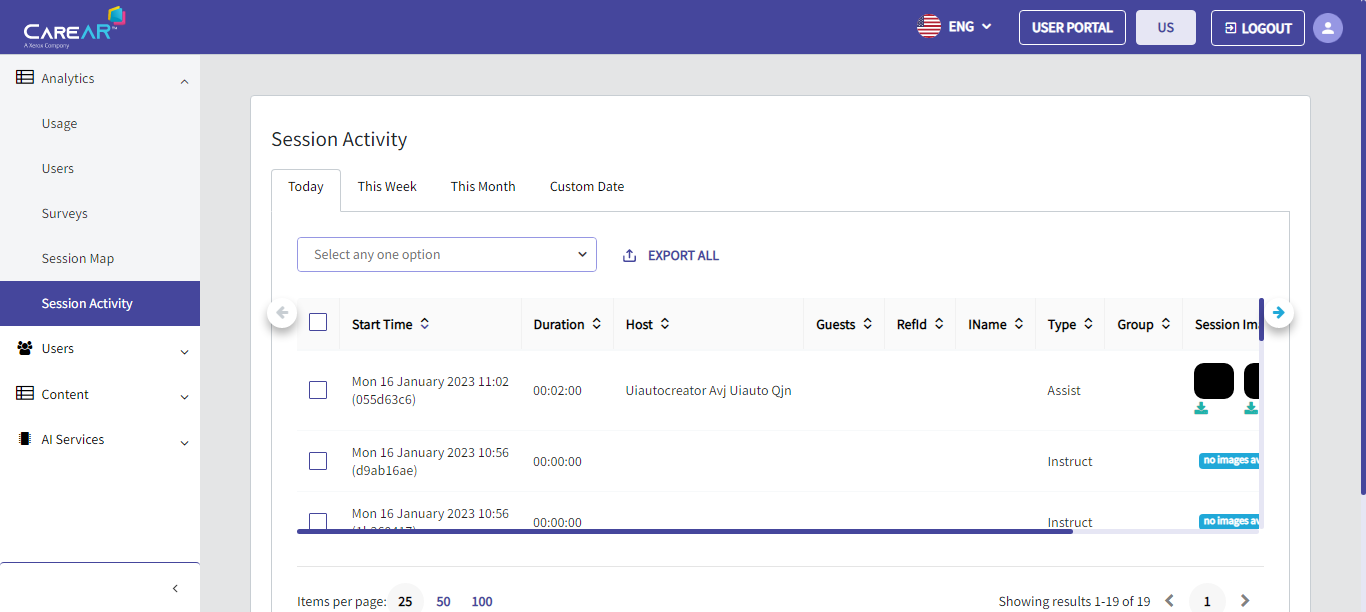 CAREAR™
A Xerox Company
ENG
USER PORTAL
US
LOGOUT
Analytics
Usage
Users
Surveys
Session Map
Session Activity
Users
Content
AI Services
Session Activity
Today
This Week
This Month
Custom Date
Select any one option
EXPORT ALL
Start Time
Duration
Host
Guests
RefId
IName
Type
Group
Session Im
Mon 16 January 2023 11:02
(055d63c6)
00:02:00
Uiautocreator Avj Uiauto Qjn
Assist
Mon 16 January 2023 10:56
(d9ab16ae)
00:00:00
Instruct
no images av
Mon 16 January 2023 10:56
00:00:00
Instruct
no images av
Items per page: 25 50 100
Showing results 1-19 of 19
1